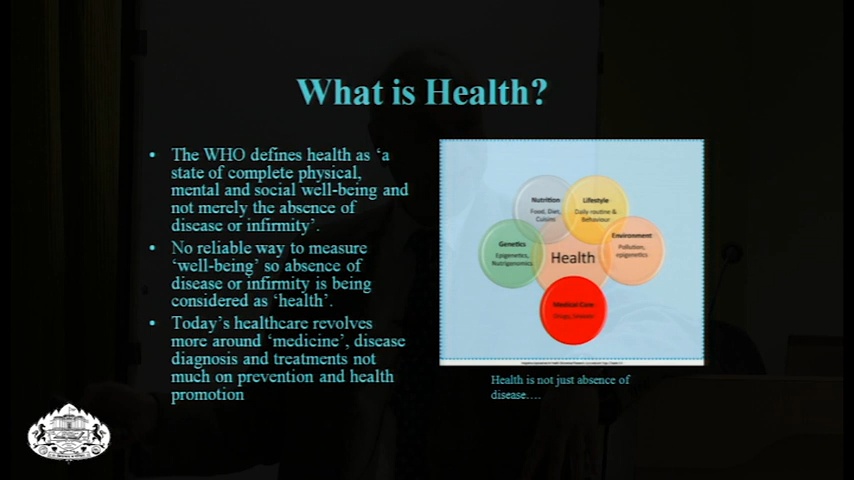 What is Health?
• The WHO defines health as ‘a
state of complete physical,
mental and social well-being and
not merely the absence of
disease or infirmity’.
• No reliable way to measure
‘well-being’ so absence of
disease or infirmity is being
considered as ‘health’.
• Today’s healthcare revolves
more around ‘medicine’, disease
diagnosis and treatments not
much on prevention and health
promotion
Nutrition
Food, Diet,
Cuisine
Lifestyle
Daily routine &
Behaviour
Genetics
Epigenetics,
Nutrigenomics
Environment
Pollution,
epigenetics
Health
Medical Care
Drugs,
Health is not just absence of
disease….